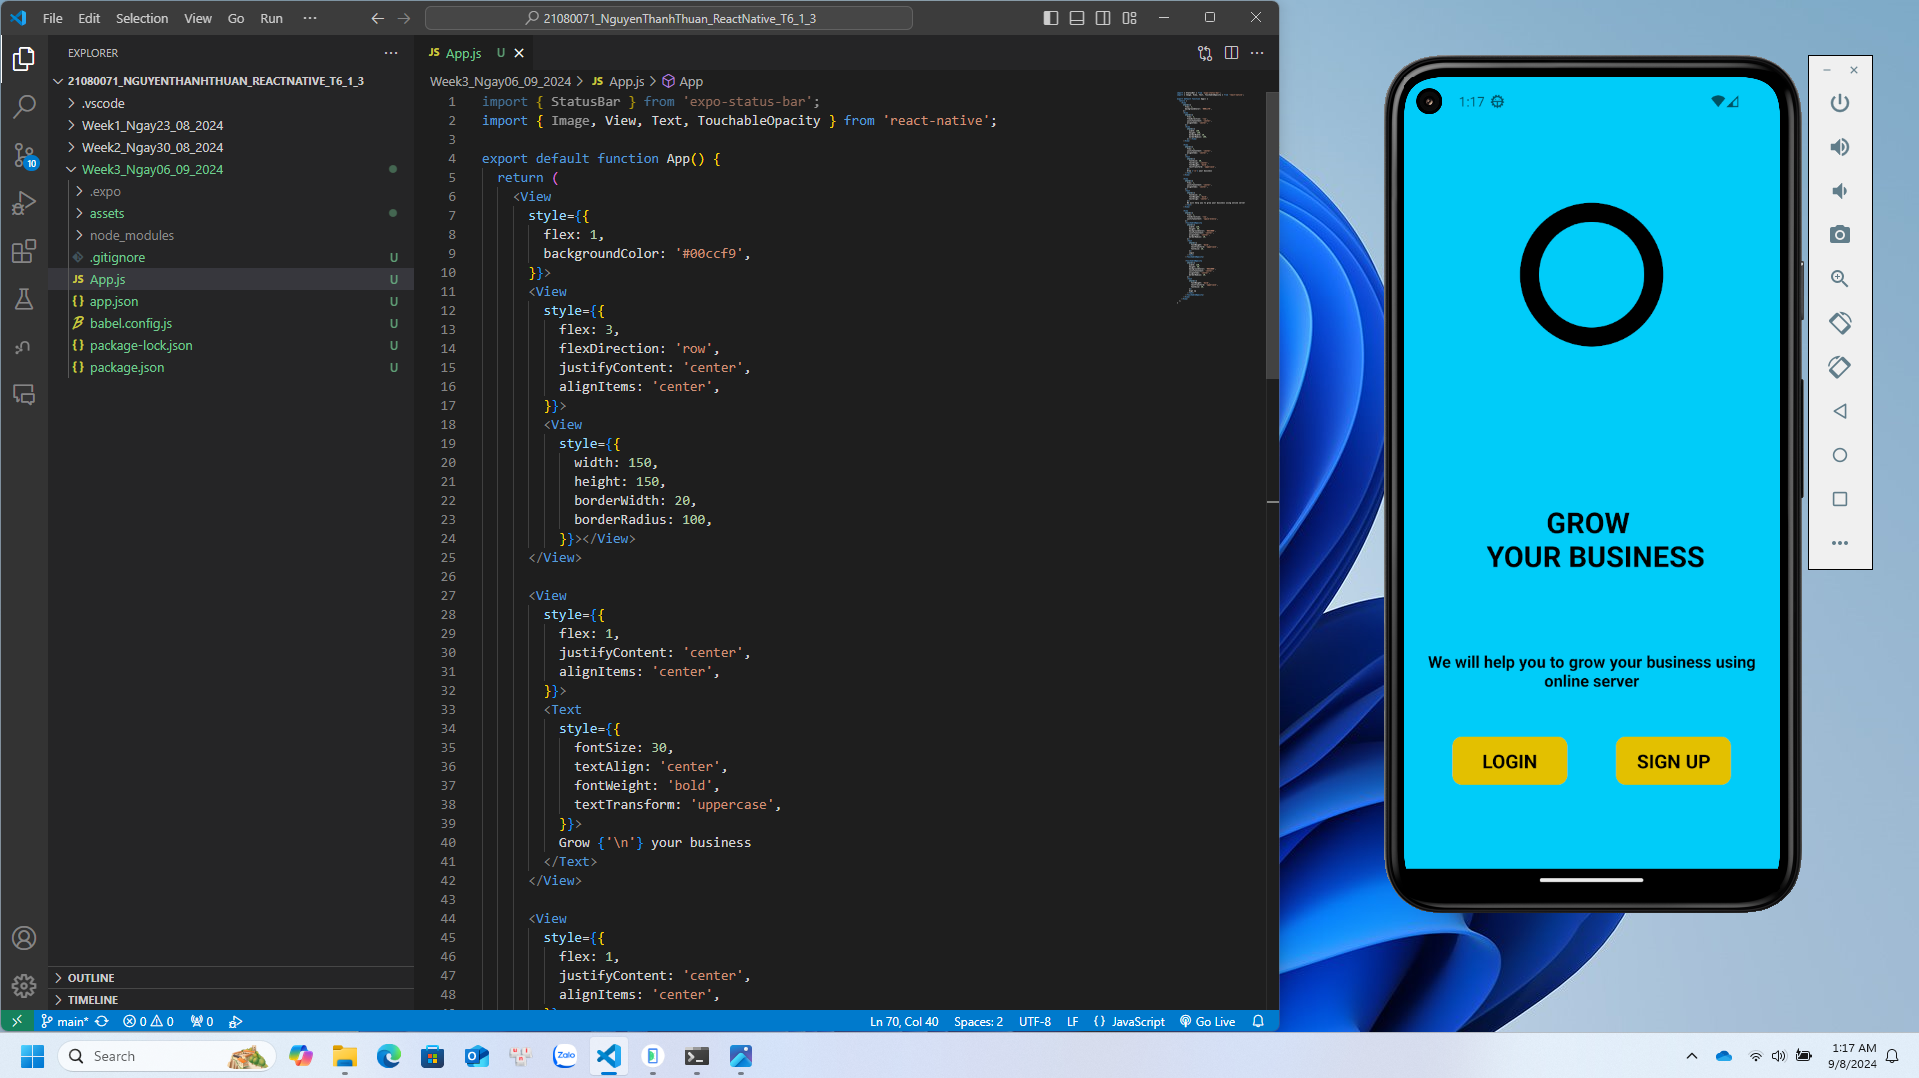 File Edit Selection View Go Run ···
21080071_NguyenThanhThuan_ReactNative_T6_1_3
EXPLORER
21080071_NGUYENTHANHTHUAN_REACTNATIVE_T6_1_3
.vscode
Week1_Ngay23_08_2024
Week2_Ngay30_08_2024
Week3_Ngay06_09_2024
.expo
assets
node_modules
.gitignore U
JS App.js U
{} app.json U
babel.config.js U
{} package-lock.json U
{} package.json U
10
OUTLINE
TIMELINE
JS App.js U
Week3_Ngay06_09_2024 > JS App.js > App
1 import { StatusBar } from 'expo-status-bar';
2 import { Image, View, Text, TouchableOpacity } from 'react-native';
3
4 export default function App() {
5 return (
6 <View
7 style={{
8 flex: 1,
9 backgroundColor: '#00ccf9',
10 }}>
11 <View
12 style={{
13 flex: 3,
14 flexDirection: 'row',
15 justifyContent: 'center',
16 alignItems: 'center',
17 }}>
18 <View
19 style={{
20 width: 150,
21 height: 150,
22 borderWidth: 20,
23 borderRadius: 100,
24 }}></View>
25 </View>
26
27 <View
28 style={{
29 flex: 1,
30 justifyContent: 'center',
31 alignItems: 'center',
32 }}>
33 <Text
34 style={{
35 fontSize: 30,
36 textAlign: 'center',
37 fontWeight: 'bold',
38 textTransform: 'uppercase',
39 }}>
40 Grow {'\n'} your business
41 </Text>
42 </View>
43
44 <View
45 style={{
46 flex: 1,
47 justifyContent: 'center',
48 alignItems: 'center',
main* 0 0 0
Ln 70, Col 40 Spaces: 2 UTF-8 LF {} JavaScript Go Live
1:17
GROW
YOUR BUSINESS
We will help you to grow your business using
online server
LOGIN SIGN UP
Search
Zalo
1:17 AM
9/8/2024